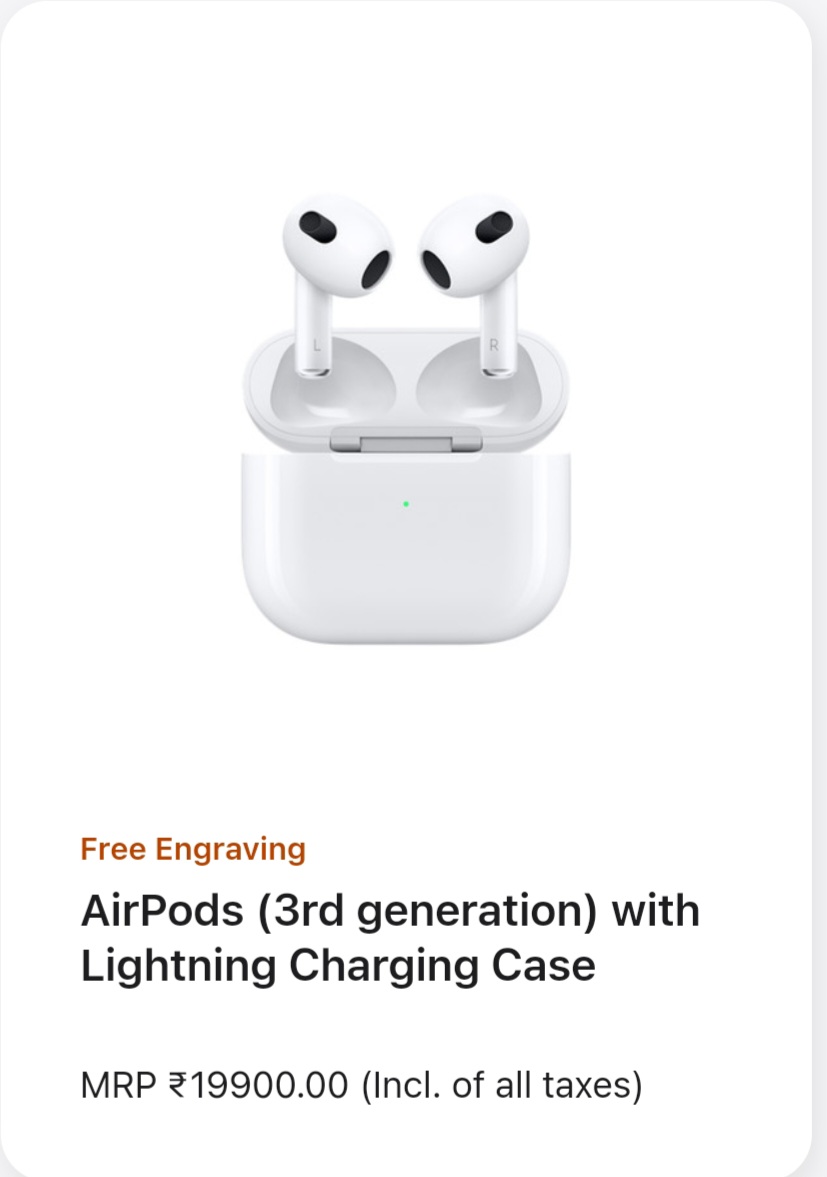 L
R
Free Engraving
AirPods (3rd generation) with
Lightning Charging Case
MRP ₹19900.00 (Incl. of all taxes)